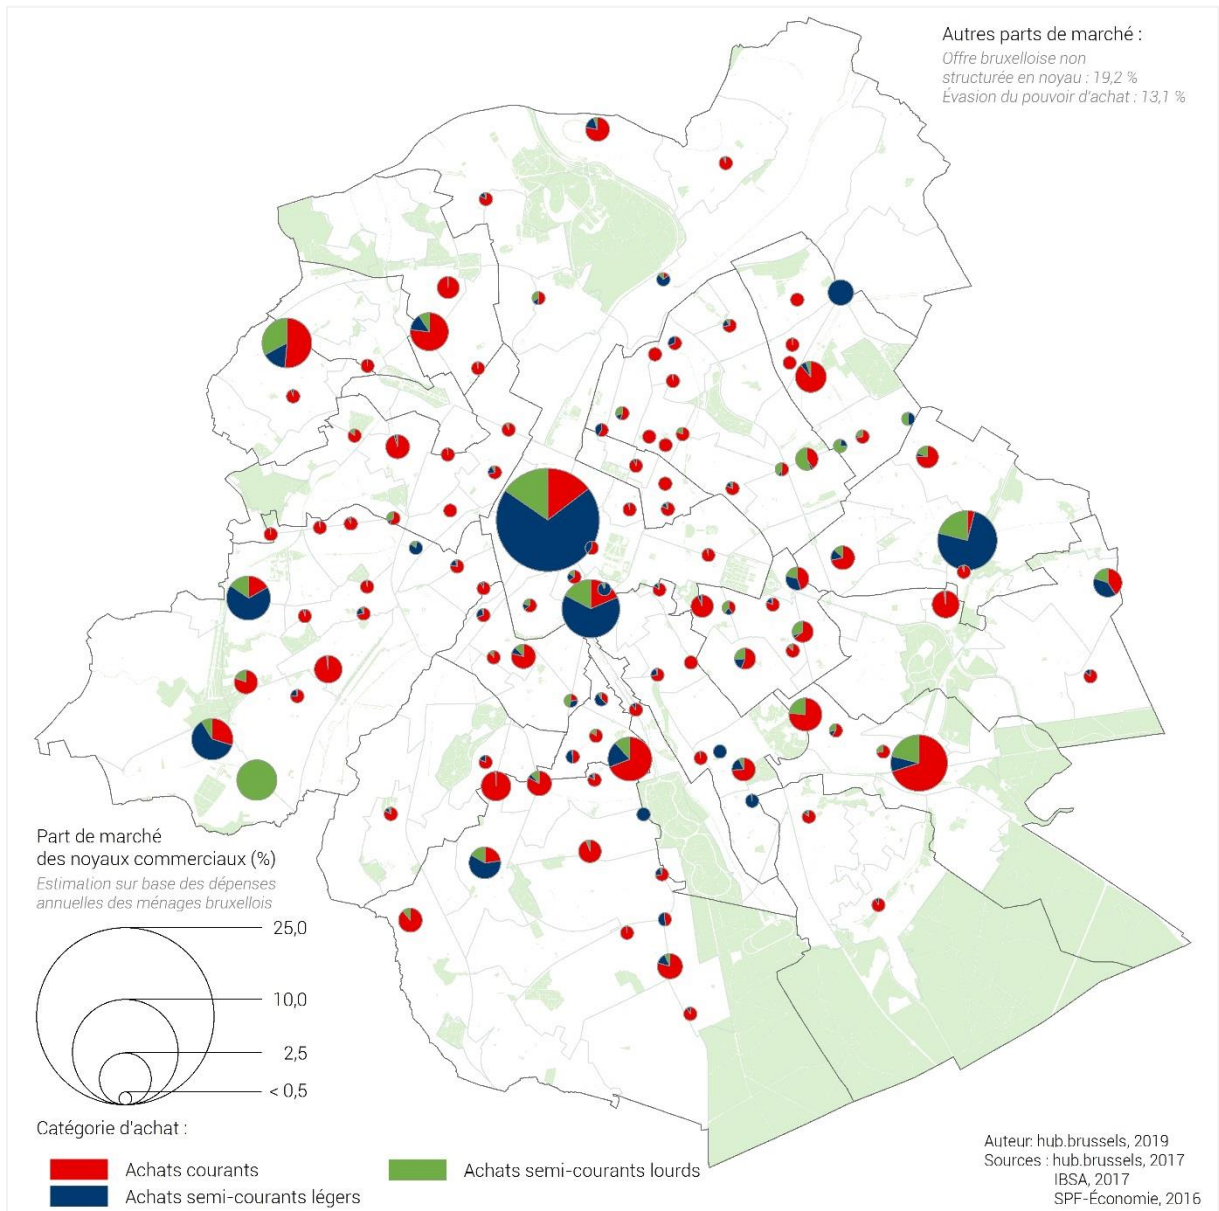 Autres parts de marché :
Offre bruxelloise non
structurée en noyau : 19,2 %
Évasion du pouvoir d'achat : 13,1 %
Part de marché
des noyaux commerciaux (%)
Estimation sur base des dépenses
annuelles des ménages bruxellois
25,0
10,0
2,5
< 0,5
Catégorie d'achat :
Achats courants
Achats semi-courants légers
Achats semi-courants lourds
Auteur: hub.brussels, 2019
Sources : hub.brussels, 2017
IBSA, 2017
SPF-Économie, 2016